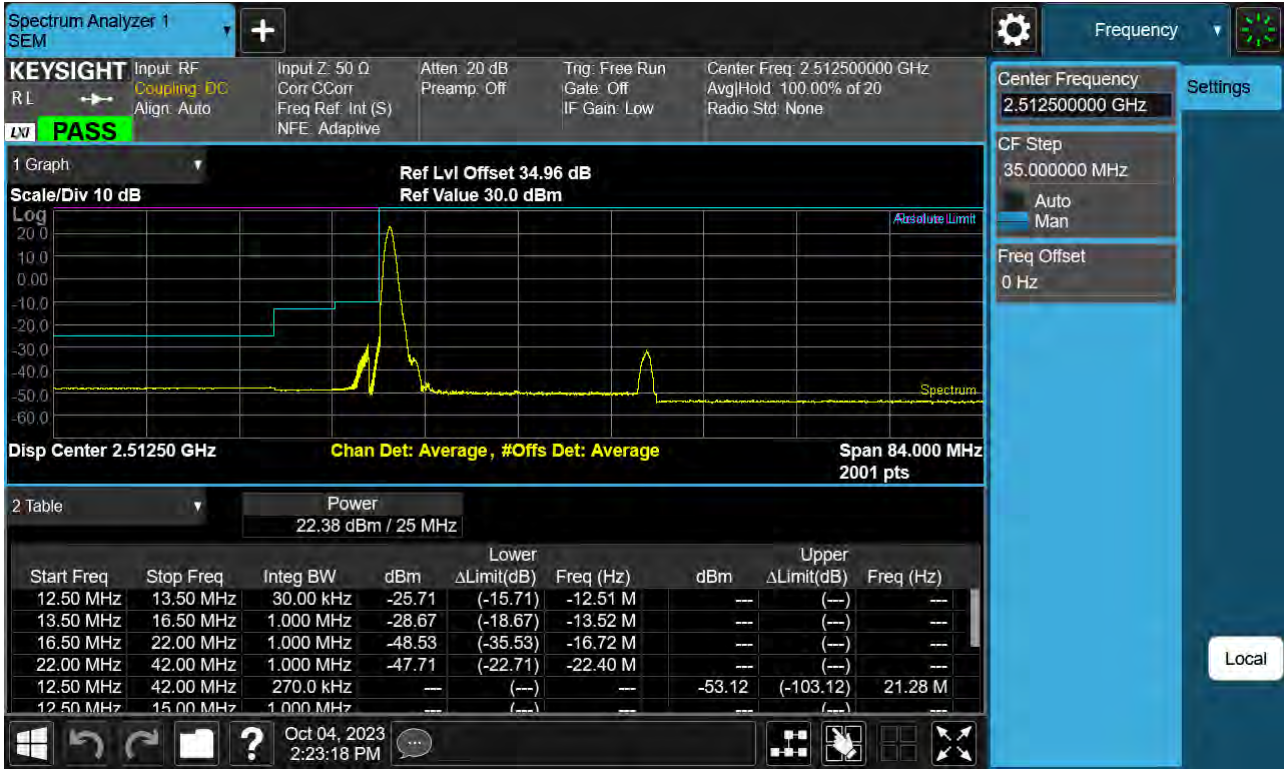 Spectrum Analyzer 1
SEM
Frequency
KEYSIGHT
Input: RF
Coupling: DC
Align: Auto
Input Z: 50 Ω
Corr CCorr
Freq Ref: Int (S)
NFE: Adaptive
Atten: 20 dB
Preamp: Off
Trig: Free Run
Gate: Off
IF Gain: Low
Center Freq: 2.512500000 GHz
Avg|Hold: 100.00% of 20
Radio Std: None
R L
LXI
PASS
Center Frequency
2.512500000 GHz
Settings
CF Step
35.000000 MHz
Auto
Man
Freq Offset
0 Hz
1 Graph
Ref Lvl Offset 34.96 dB
Scale/Div 10 dB
Ref Value 30.0 dBm
Log
Absolute Limit
20.0
10.0
0.00
-10.0
-20.0
-30.0
-40.0
-50.0
Spectrum
-60.0
Disp Center 2.51250 GHz
Chan Det: Average, #Offs Det: Average
Span 84.000 MHz
2001 pts
2 Table
Power
22.38 dBm / 25 MHz
Lower Upper
Start Freq Stop Freq Integ BW dBm ΔLimit(dB) Freq (Hz) dBm ΔLimit(dB) Freq (Hz)
12.50 MHz 13.50 MHz 30.00 kHz -25.71 (-15.71) -12.51 M --- (---) ---
13.50 MHz 16.50 MHz 1.000 MHz -28.67 (-18.67) -13.52 M --- (---) ---
16.50 MHz 22.00 MHz 1.000 MHz -48.53 (-35.53) -16.72 M --- (---) ---
22.00 MHz 42.00 MHz 1.000 MHz -47.71 (-22.71) -22.40 M --- (---) ---
12.50 MHz 42.00 MHz 270.0 kHz --- (---) --- -53.12 (-103.12) 21.28 M
12.50 MHz 15.00 MHz 1.000 MHz --- (---) --- --- (---) ---
Local
?
Oct 04, 2023
2:23:18 PM